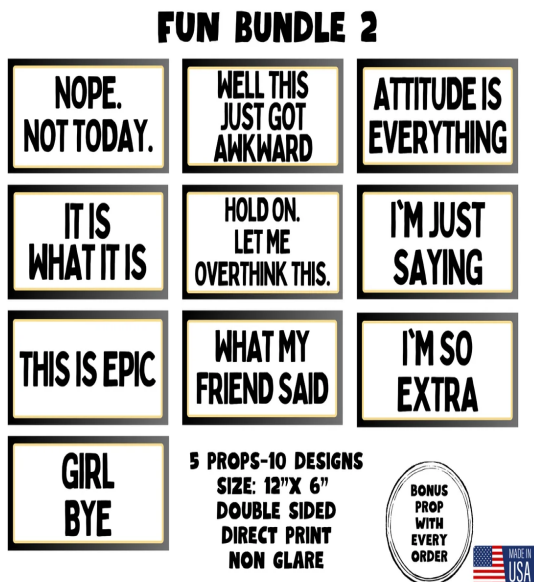 FUN BUNDLE 2
NOPE.
NOT TODAY.
WELL THIS
JUST GOT
AWKWARD
ATTITUDE IS
EVERYTHING
IT IS
WHAT IT IS
HOLD ON.
LET ME
OVERTHINK THIS.
I`M JUST
SAYING
THIS IS EPIC
WHAT MY
FRIEND SAID
I`M SO
EXTRA
GIRL
BYE
5 PROPS-10 DESIGNS
SIZE: 12”X 6”
DOUBLE SIDED
DIRECT PRINT
NON GLARE
BONUS
PROP
WITH
EVERY
ORDER
MADE IN
USA